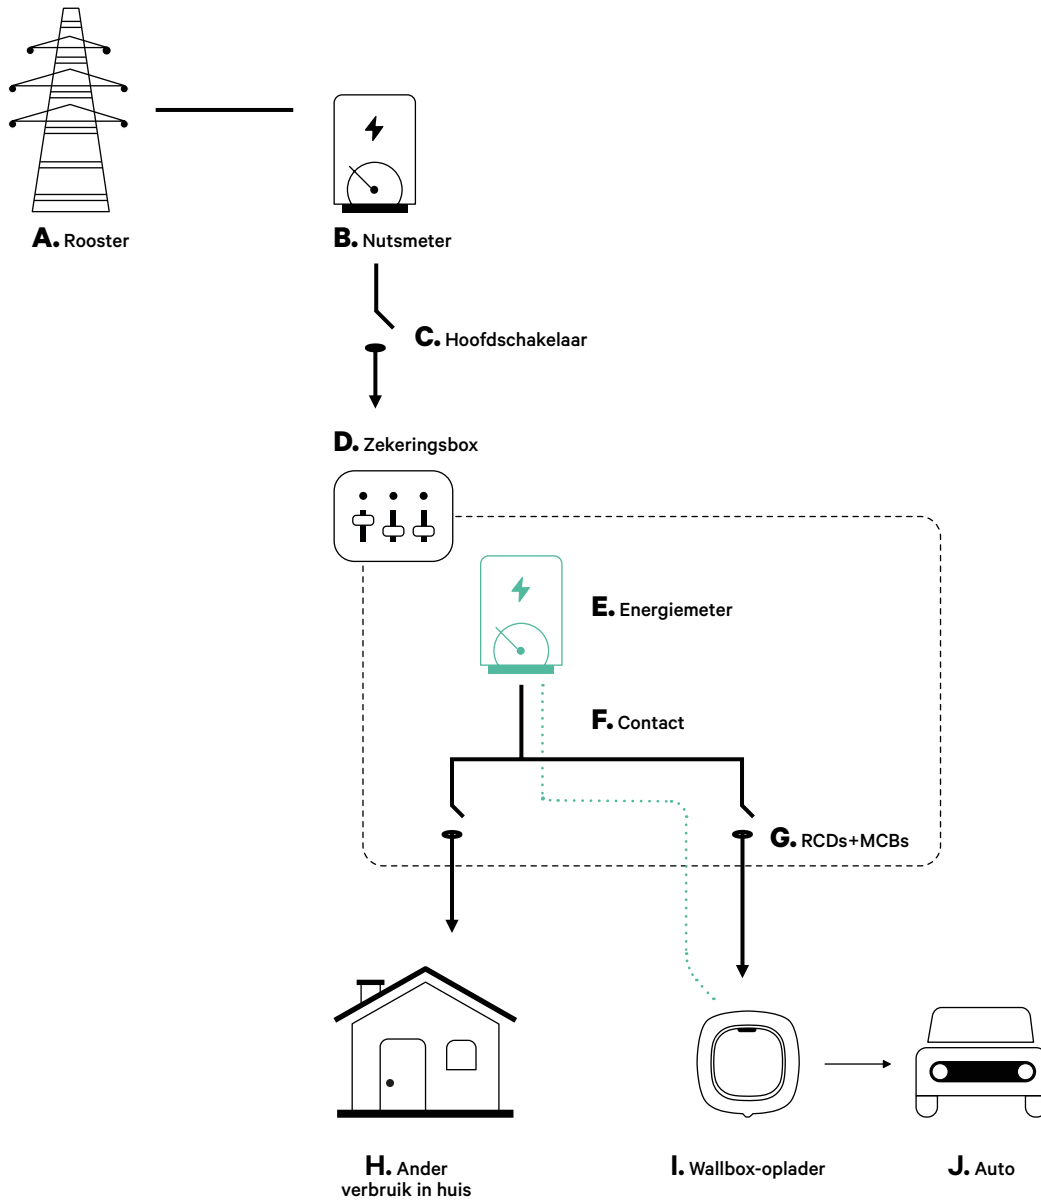 A. Rooster
B. Nutsmeter
C. Hoofdschakelaar
D. Zekeringsbox
E. Energiemeter
F. Contact
G. RCDs+MCBs
H. Ander
verbruik in huis
I. Wallbox-oplader
J. Auto